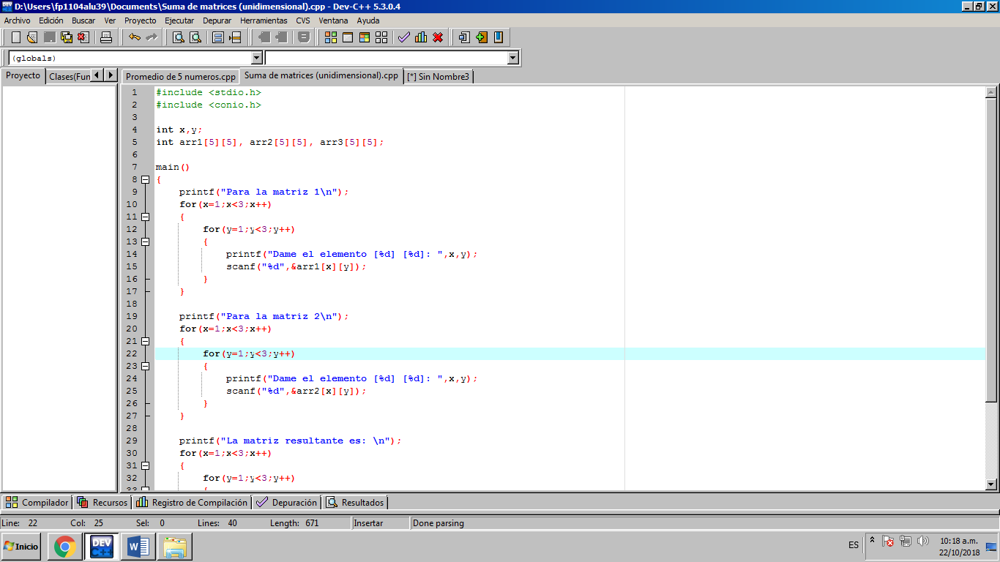 D:\Users\fp1104alu39\Documents\Suma de matrices (unidimensional).cpp - Dev-C++ 5.3.0.4
Archivo Edición Buscar Ver Proyecto Ejecutar Depurar Herramientas CVS Ventana Ayuda
(globals)
Proyecto Clases(Fun Promedio de 5 numeros.cpp Suma de matrices (unidimensional).cpp [*] Sin Nombre3
1 #include <stdio.h>
2 #include <conio.h>
3
4 int x,y;
5 int arr1[5][5], arr2[5][5], arr3[5][5];
6
7 main()
8 {
9 printf("Para la matriz 1\n");
10 for(x=1;x<3;x++)
11 {
12 for(y=1;y<3;y++)
13 {
14 printf("Dame el elemento [%d] [%d]: ",x,y);
15 scanf("%d",&arr1[x][y]);
16 }
17 }
18
19 printf("Para la matriz 2\n");
20 for(x=1;x<3;x++)
21 {
22 for(y=1;y<3;y++)
23 {
24 printf("Dame el elemento [%d] [%d]: ",x,y);
25 scanf("%d",&arr2[x][y]);
26 }
27 }
28
29 printf("La matriz resultante es: \n");
30 for(x=1;x<3;x++)
31 {
32 for(y=1;y<3;y++)
33 {
Compilador Recursos Registro de Compilación Depuración Resultados
Line: 22 Col: 25 Sel: 0 Lines: 40 Length: 671 Insertar Done parsing
Inicio DEV C++ W ES 10:18 a.m.
22/10/2018